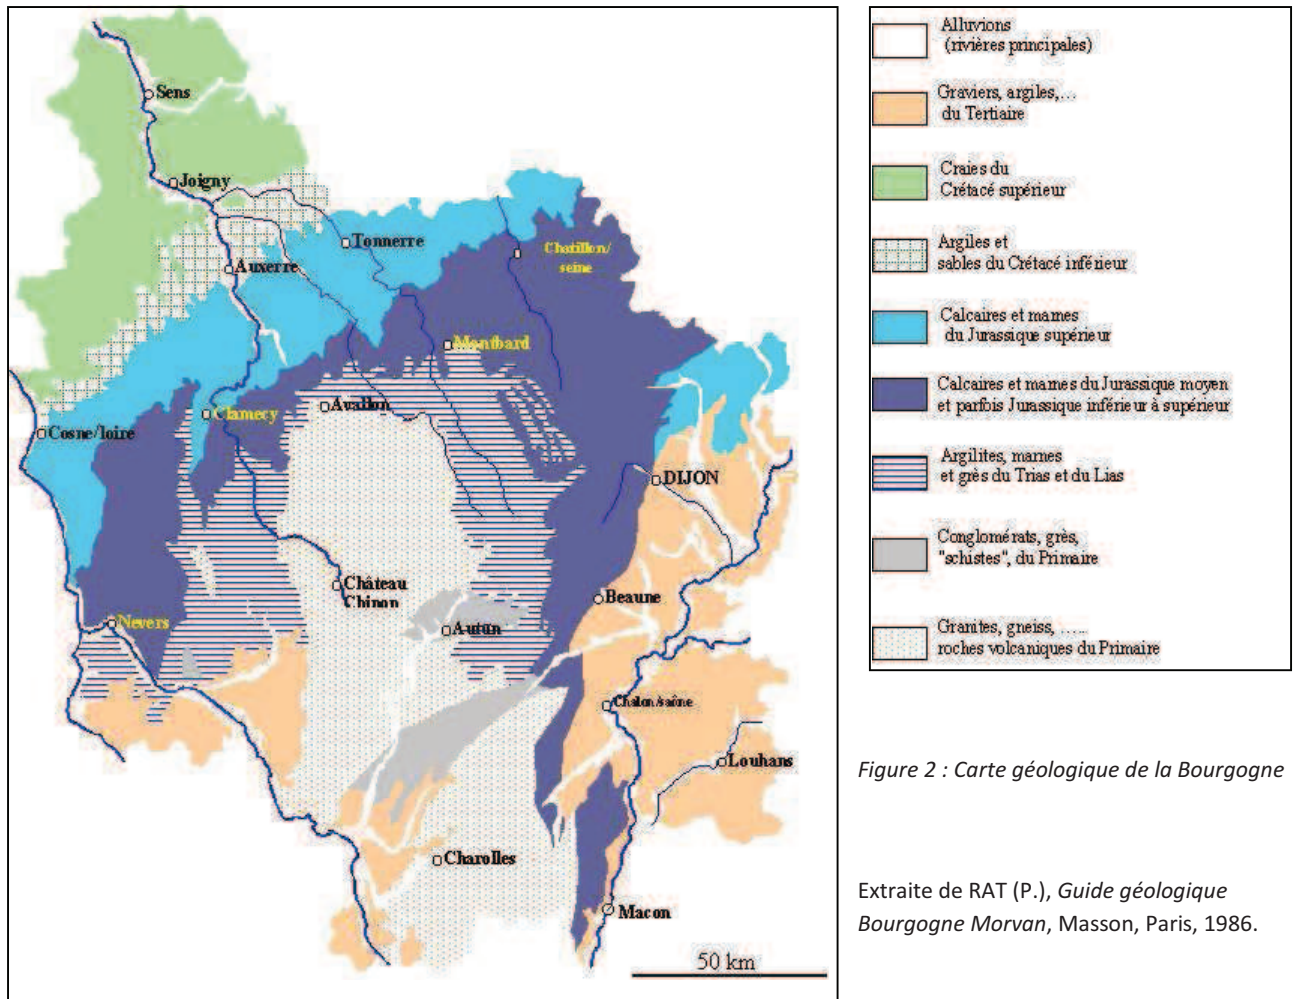 Sens
Joigny
Tonnerre
Chatillon/
seine
Auxerre
Montbard
Avallon
Clamecy
Cosne/loire
DIJON
Château
Chinon
Beaune
Nevers
Autun
Chalon/saône
Louhans
Charolles
Macon
50 km
Alluvions
(rivières principales)
Graviers, argiles,...
du Tertiaire
Craies du
Crétacé supérieur
Argiles et
sables du Crétacé inférieur
Calcaires et marnes
du Jurassique supérieur
Calcaires et marnes du Jurassique moyen
et parfois Jurassique inférieur à supérieur
Argilites, marnes
et grès du Trias et du Lias
Conglomérats, grès,
"schistes", du Primaire
Granites, gneiss, .....
roches volcaniques du Primaire
Figure 2 : Carte géologique de la Bourgogne
Extraite de RAT (P.), Guide géologique
Bourgogne Morvan, Masson, Paris, 1986.